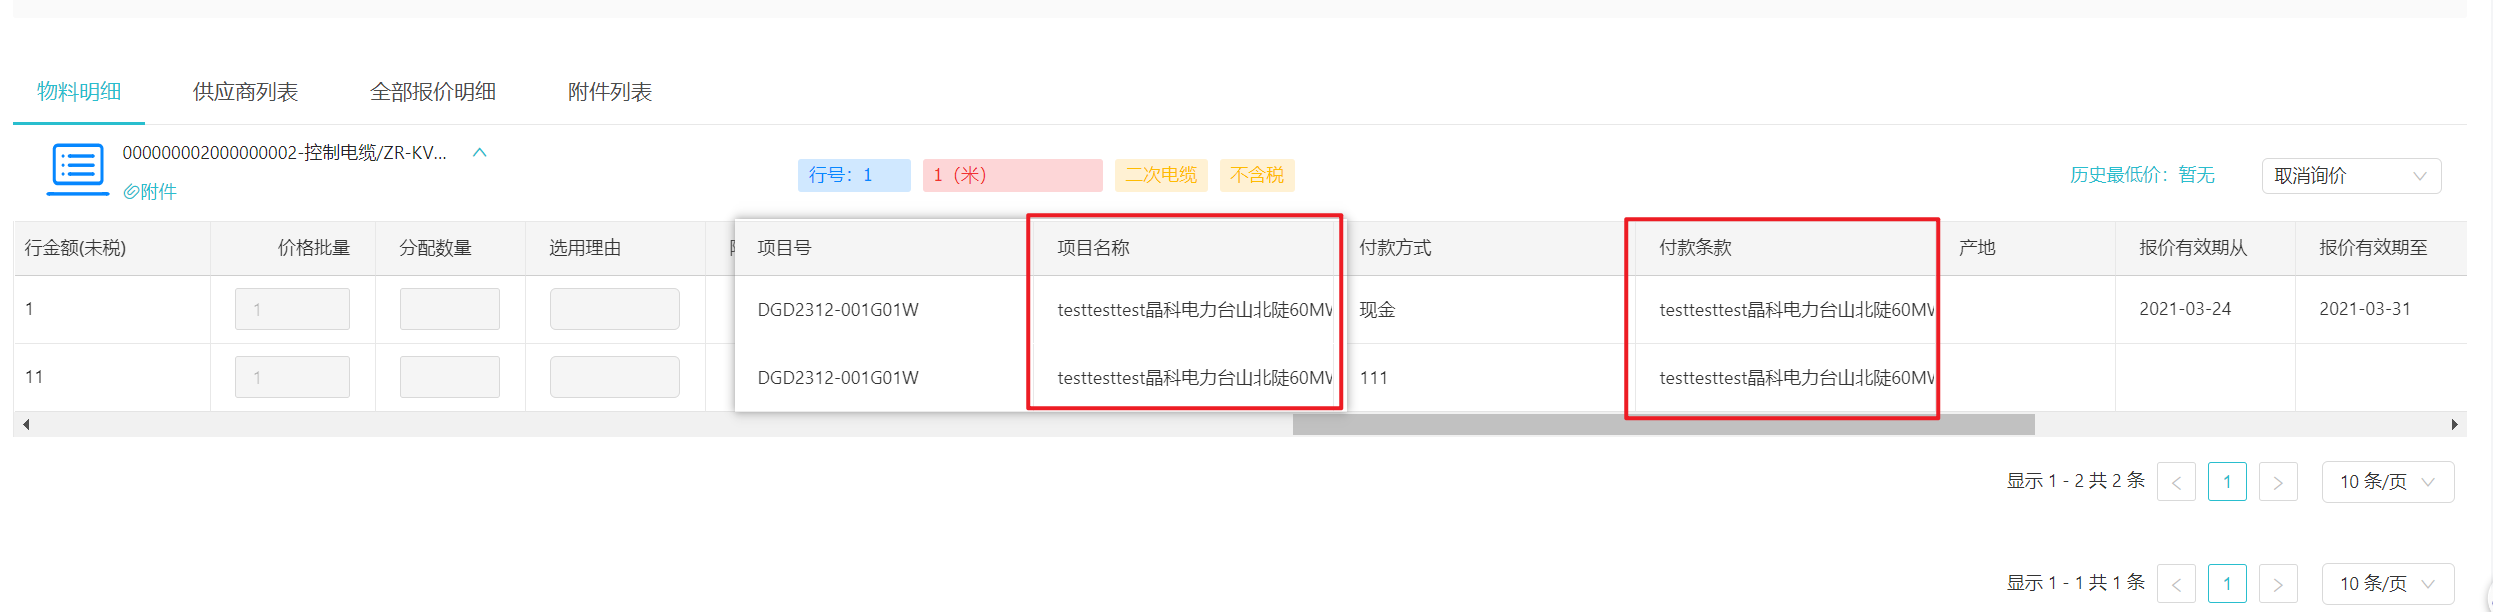 物料明细 供应商列表 全部报价明细 附件列表
000000002000000002-控制电缆/ZR-KV...
附件
行号：1 1（米） 二次电缆 不含税
历史最低价：暂无 取消询价
行金额(未税) 价格批量 分配数量 选用理由 项目号 项目名称 付款方式 付款条款 产地 报价有效期从 报价有效期至
1 1 DGD2312-001G01W testtesttest晶科电力台山北陡60MW 现金 testtesttest晶科电力台山北陡60MW 2021-03-24 2021-03-31
11 1 DGD2312-001G01W testtesttest晶科电力台山北陡60MW 111 testtesttest晶科电力台山北陡60MW
显示 1 - 2 共 2 条 < 1 > 10 条/页
显示 1 - 1 共 1 条 < 1 > 10 条/页